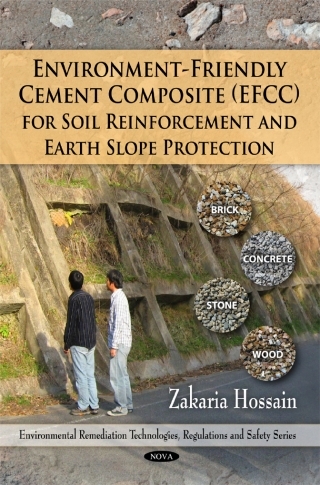 Environment-Friendly
Cement Composite (EFCC)
for Soil Reinforcement and
Earth Slope Protection
BRICK
CONCRETE
STONE
WOOD
Zakaria Hossain
Environmental Remediation Technologies, Regulations and Safety Series
NOVA